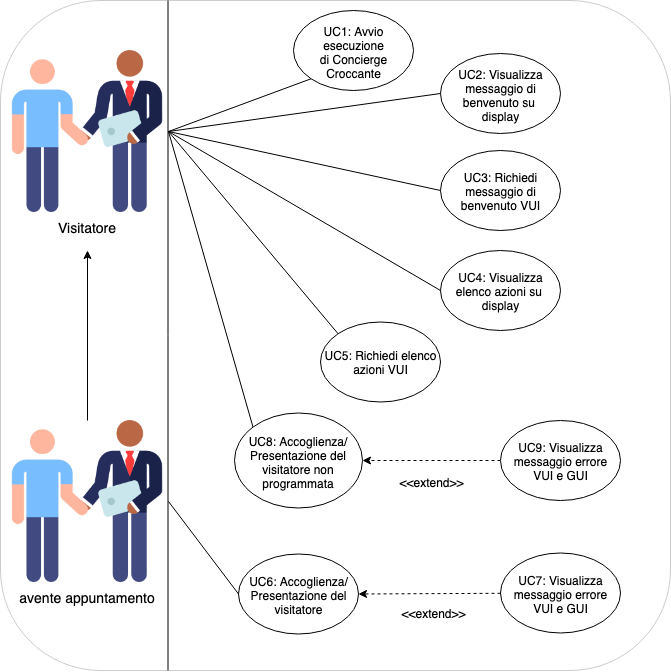 UC1: Avvio
esecuzione
di Concierge
Croccante
UC2: Visualizza
messaggio di
benvenuto su
display
UC3: Richiedi
messaggio di
benvenuto VUI
Visitatore
UC4: Visualizza
elenco azioni su
display
UC5: Richiedi elenco
azioni VUI
UC8: Accoglienza/
Presentazione del
visitatore non
programmata
UC9: Visualizza
messaggio errore
VUI e GUI
<<extend>>
UC6: Accoglienza/
Presentazione del
visitatore
UC7: Visualizza
messaggio errore
VUI e GUI
<<extend>>
avente appuntamento